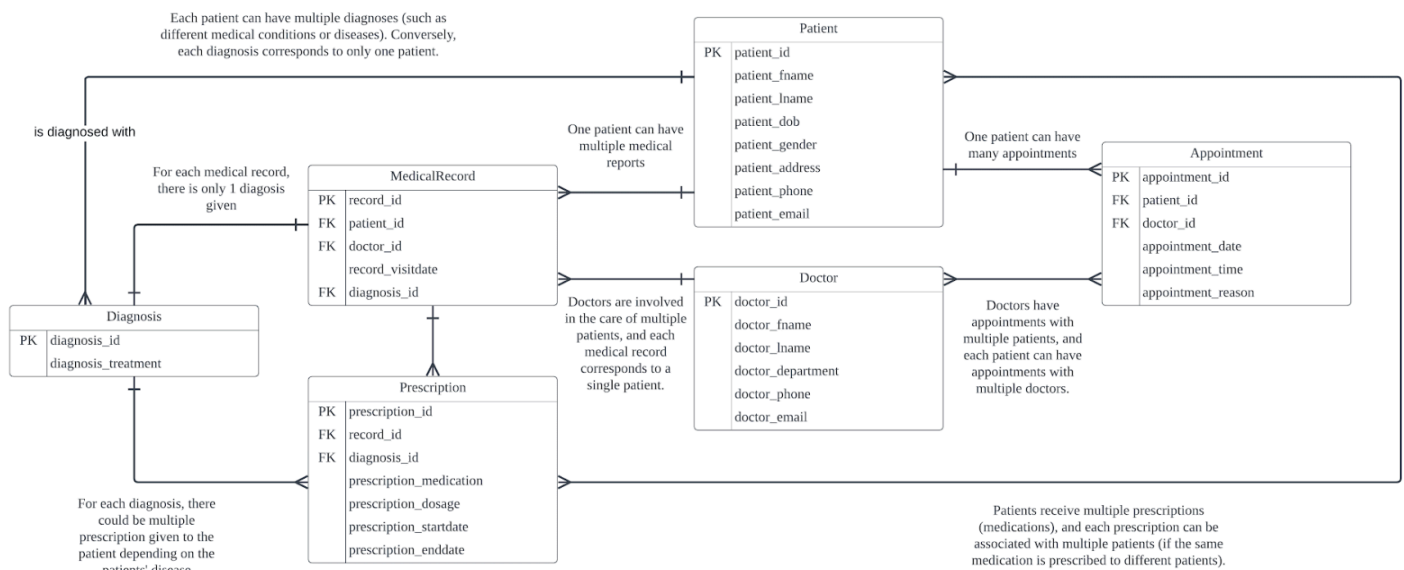 Each patient can have multiple diagnoses (such as
different medical conditions or diseases). Conversely,
each diagnosis corresponds to only one patient.
is diagnosed with
For each medical record,
there is only 1 diagosis
given
MedicalRecord
PK record_id
FK patient_id
FK doctor_id
record_visitdate
FK diagnosis_id
One patient can have
multiple medical
reports
Patient
PK patient_id
patient_fname
patient_lname
patient_dob
patient_gender
patient_address
patient_phone
patient_email
One patient can have
many appointments
Appointment
PK appointment_id
FK patient_id
FK doctor_id
appointment_date
appointment_time
appointment_reason
Diagnosis
PK diagnosis_id
diagnosis_treatment
Doctors are involved
in the care of multiple
patients, and each
medical record
corresponds to a
single patient.
Doctor
PK doctor_id
doctor_fname
doctor_lname
doctor_department
doctor_phone
doctor_email
Doctors have
appointments with
multiple patients, and
each patient can have
appointments with
multiple doctors.
Prescription
PK prescription_id
FK record_id
FK diagnosis_id
prescription_medication
prescription_dosage
prescription_startdate
prescription_enddate
For each diagnosis, there
could be multiple
prescription given to the
patient depending on the
patients' disease
Patients receive multiple prescriptions
(medications), and each prescription can be
associated with multiple patients (if the same
medication is prescribed to different patients).